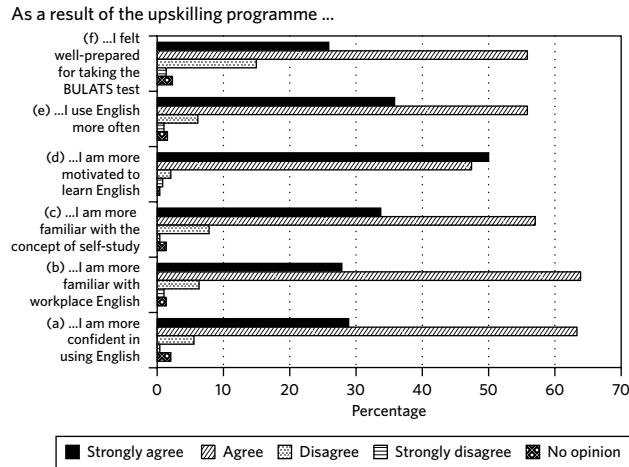 As a result of the upskilling programme ...
(f) ...I felt
well-prepared
for taking the
BULATS test
(e) ...I use English
more often
(d) ...I am more
motivated to
learn English
(c) ...I am more
familiar with the
concept of self-study
(b) ...I am more
familiar with
workplace English
(a) ...I am more
confident in
using English
0 10 20 30 40 50 60 70
Percentage
Strongly agree Agree Disagree Strongly disagree No opinion